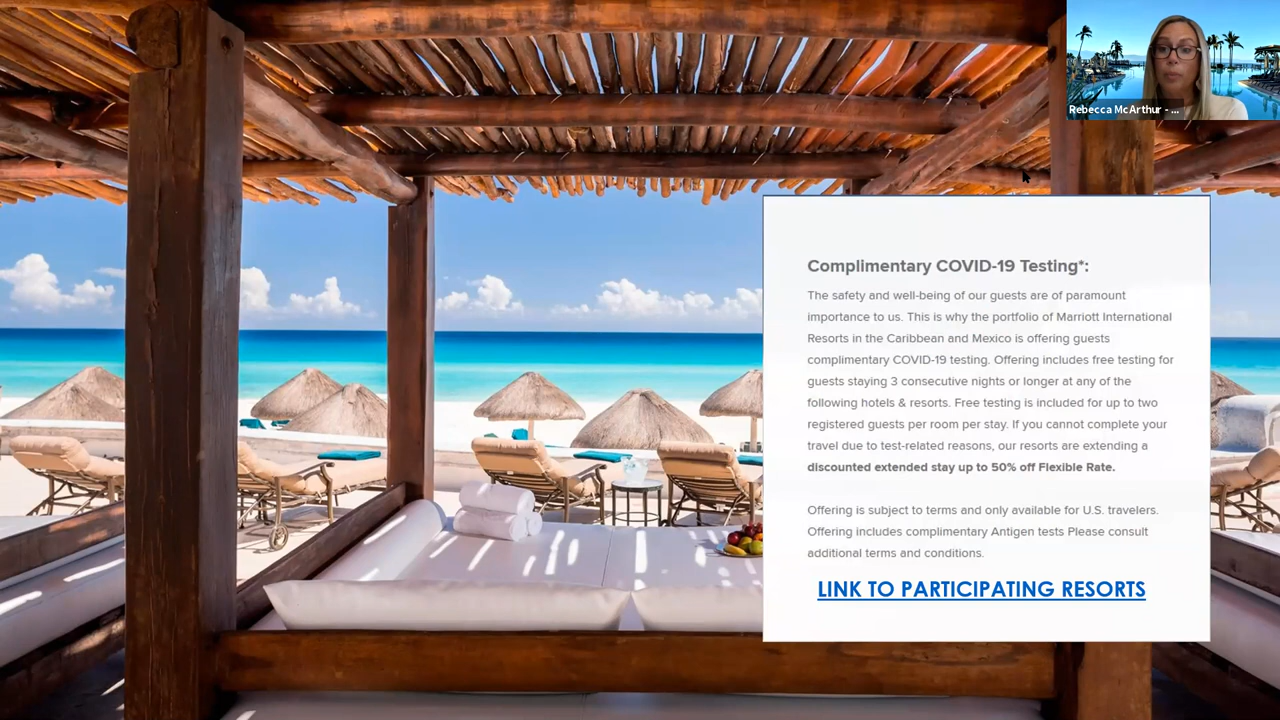 Rebecca McArthur - ...
Complimentary COVID-19 Testing*:
The safety and well-being of our guests are of paramount
importance to us. This is why the portfolio of Marriott International
Resorts in the Caribbean and Mexico is offering guests
complimentary COVID-19 testing. Offering includes free testing for
guests staying 3 consecutive nights or longer at any of the
following hotels & resorts. Free testing is included for up to two
registered guests per room per stay. If you cannot complete your
travel due to test-related reasons, our resorts are extending a
discounted extended stay up to 50% off Flexible Rate.
Offering is subject to terms and only available for U.S. travelers.
Offering includes complimentary Antigen tests Please consult
additional terms and conditions.
LINK TO PARTICIPATING RESORTS